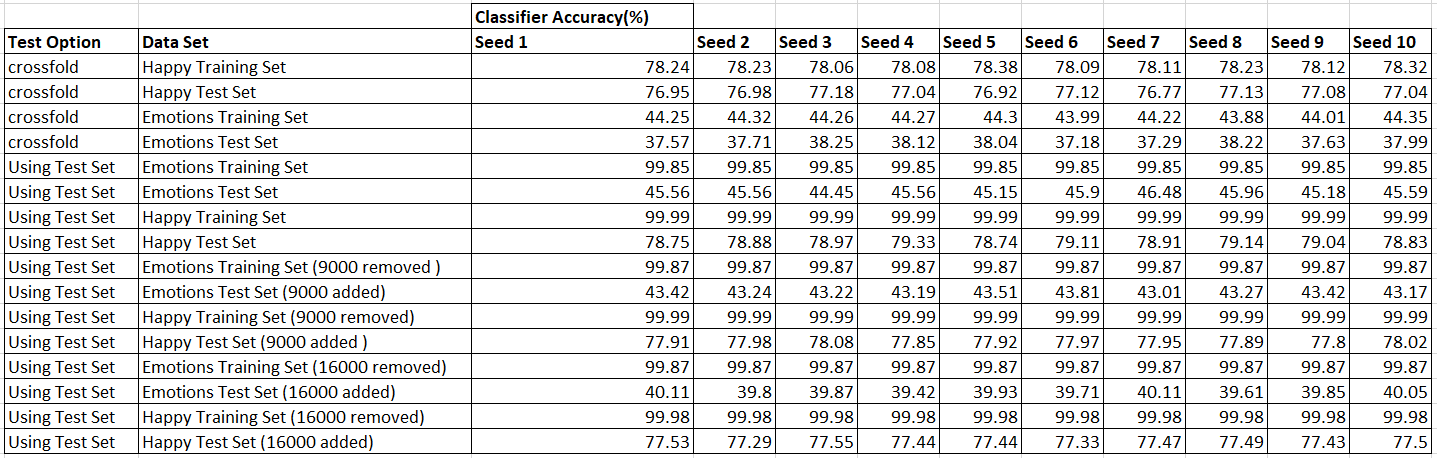 Classifier Accuracy(%)
Test Option Data Set Seed 1 Seed 2 Seed 3 Seed 4 Seed 5 Seed 6 Seed 7 Seed 8 Seed 9 Seed 10
crossfold Happy Training Set 78.24 78.23 78.06 78.08 78.38 78.09 78.11 78.23 78.12 78.32
crossfold Happy Test Set 76.95 76.98 77.18 77.04 76.92 77.12 76.77 77.13 77.08 77.04
crossfold Emotions Training Set 44.25 44.32 44.26 44.27 44.3 43.99 44.22 43.88 44.01 44.35
crossfold Emotions Test Set 37.57 37.71 38.25 38.12 38.04 37.18 37.29 38.22 37.63 37.99
Using Test Set Emotions Training Set 99.85 99.85 99.85 99.85 99.85 99.85 99.85 99.85 99.85 99.85
Using Test Set Emotions Test Set 45.56 45.56 44.45 45.56 45.15 45.9 46.48 45.96 45.18 45.59
Using Test Set Happy Training Set 99.99 99.99 99.99 99.99 99.99 99.99 99.99 99.99 99.99 99.99
Using Test Set Happy Test Set 78.75 78.88 78.97 79.33 78.74 79.11 78.91 79.14 79.04 78.83
Using Test Set Emotions Training Set (9000 removed ) 99.87 99.87 99.87 99.87 99.87 99.87 99.87 99.87 99.87 99.87
Using Test Set Emotions Test Set (9000 added) 43.42 43.24 43.22 43.19 43.51 43.81 43.01 43.27 43.42 43.17
Using Test Set Happy Training Set (9000 removed) 99.99 99.99 99.99 99.99 99.99 99.99 99.99 99.99 99.99 99.99
Using Test Set Happy Test Set (9000 added ) 77.91 77.98 78.08 77.85 77.92 77.97 77.95 77.89 77.8 78.02
Using Test Set Emotions Training Set (16000 removed) 99.87 99.87 99.87 99.87 99.87 99.87 99.87 99.87 99.87 99.87
Using Test Set Emotions Test Set (16000 added) 40.11 39.8 39.87 39.42 39.93 39.71 40.11 39.61 39.85 40.05
Using Test Set Happy Training Set (16000 removed) 99.98 99.98 99.98 99.98 99.98 99.98 99.98 99.98 99.98 99.98
Using Test Set Happy Test Set (16000 added) 77.53 77.29 77.55 77.44 77.44 77.33 77.47 77.49 77.43 77.5